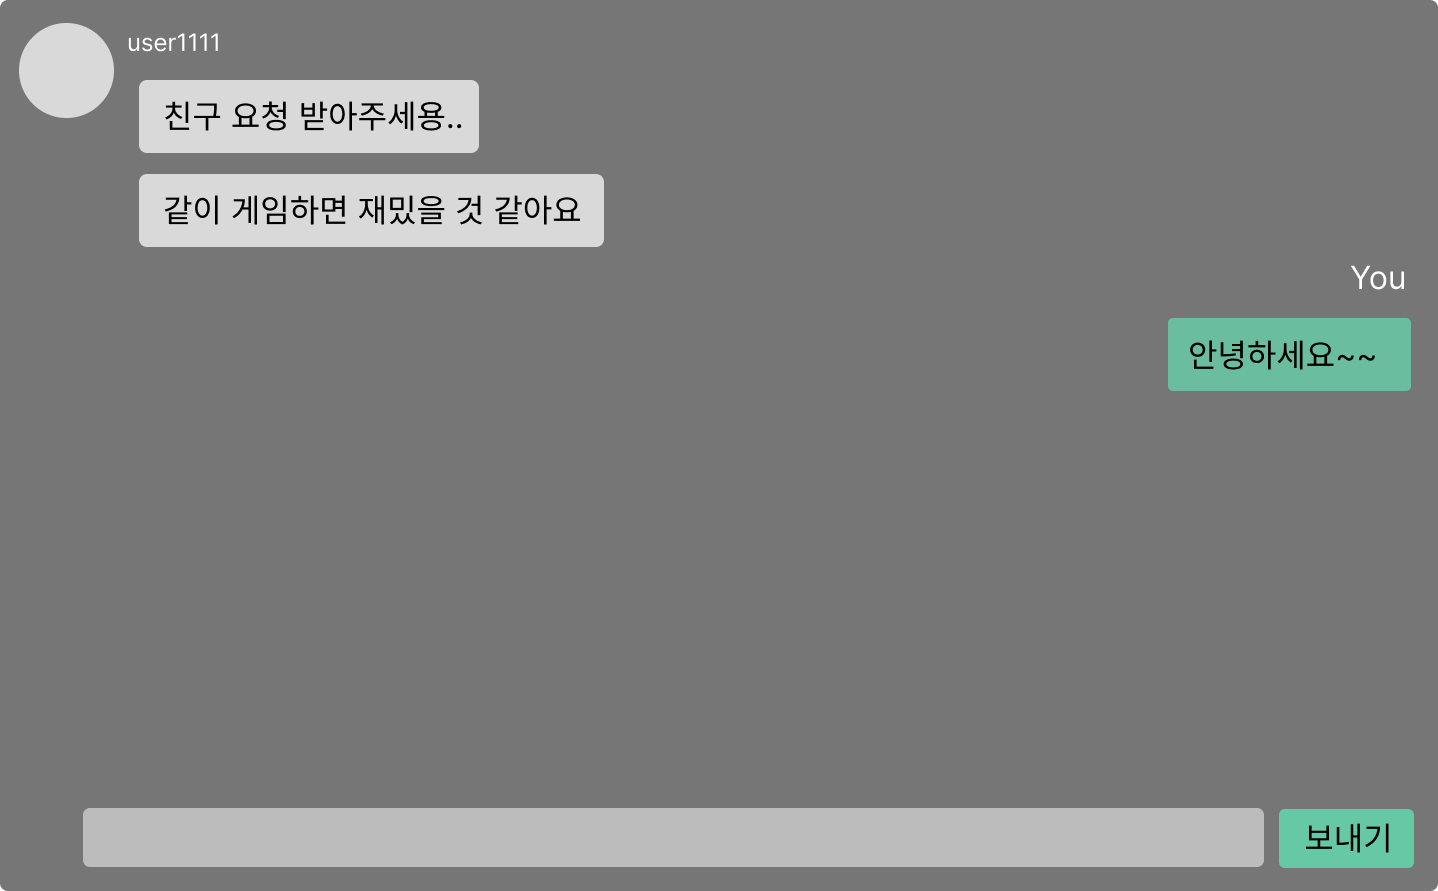 user1111
친구 요청 받아주세용..
같이 게임하면 재밌을 것 같아요
You
안녕하세요~~
보내기